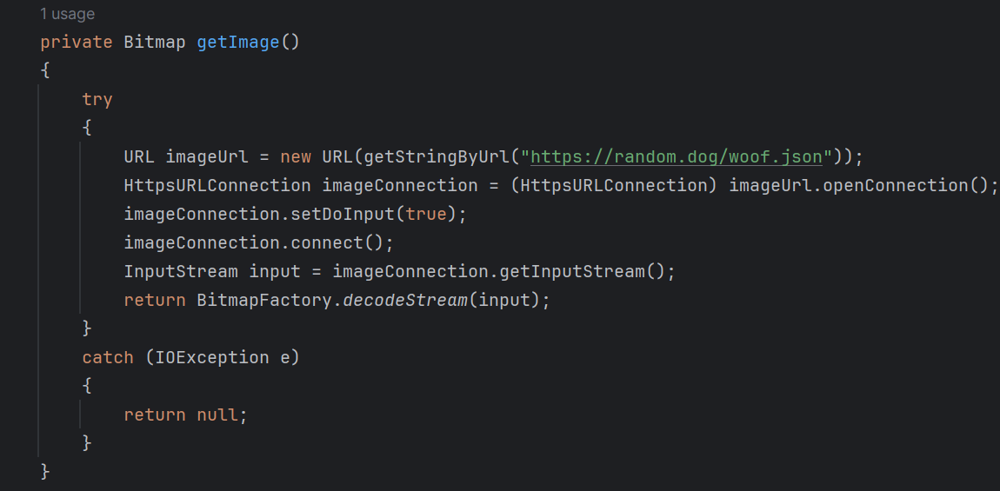 1 usage
private Bitmap getImage()
{
try
{
URL imageUrl = new URL(getStringByUrl("https://random.dog/woof.json"));
HttpsURLConnection imageConnection = (HttpsURLConnection) imageUrl.openConnection();
imageConnection.setDoInput(true);
imageConnection.connect();
InputStream input = imageConnection.getInputStream();
return BitmapFactory.decodeStream(input);
}
catch (IOException e)
{
return null;
}
}